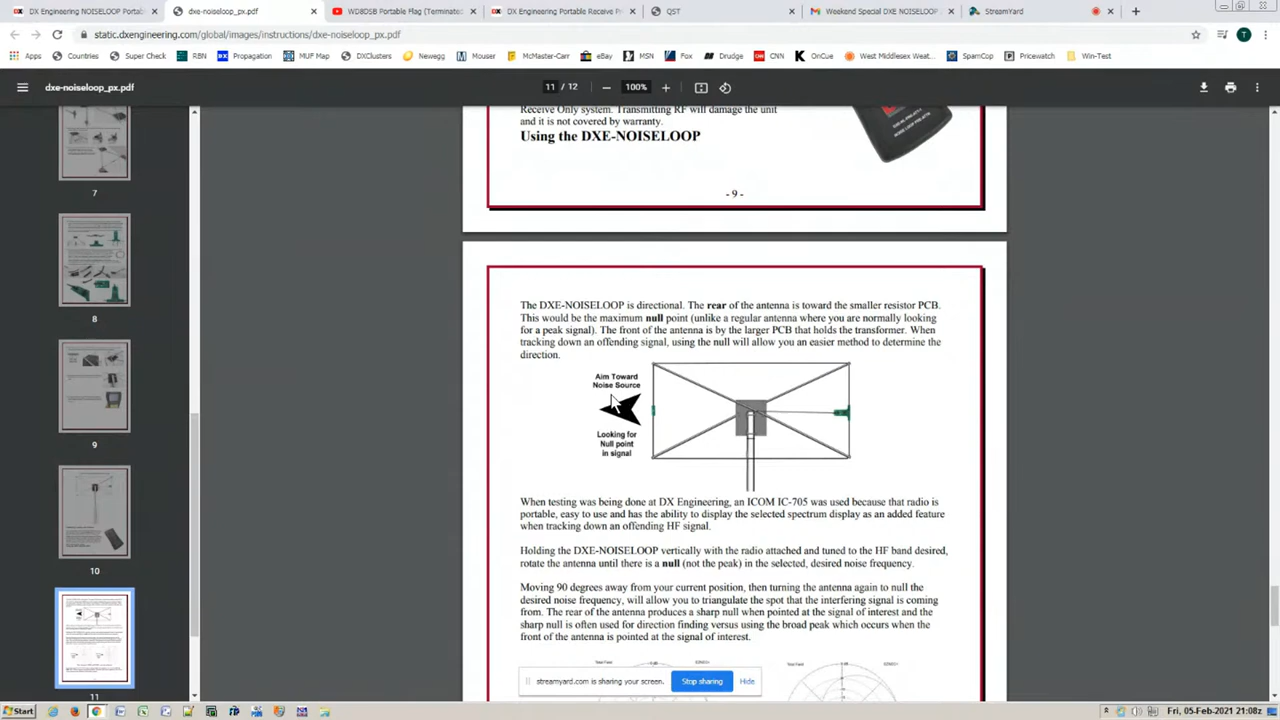 DX Engineering NOISELOOP Portab
dxe-noiseloop_px.pdf
WD8DSB Portable Flag (Terminate
DX Engineering Portable Receive F
QST
Weekend Special DXE NOISELOOP
StreamYard
static.dxengineering.com/global/images/instructions/dxe-noiseloop_px.pdf
Apps Countries Super Check RBN Propagation MUF Map DXClusters Newegg Mouser McMaster-Carr eBay MSN Fox Drudge CNN OnCue West Middlesex Weat... SpamCop Pricewatch Win-Test
dxe-noiseloop_px.pdf
11 / 12
100%
7
8
9
10
11
Receive Only system. Transmitting RF will damage the unit
and it is not covered by warranty.
Using the DXE-NOISELOOP
- 9 -
The DXE-NOISELOOP is directional. The rear of the antenna is toward the smaller resistor PCB.
This would be the maximum null point (unlike a regular antenna where you are normally looking
for a peak signal). The front of the antenna is by the larger PCB that holds the transformer. When
tracking down an offending signal, using the null will allow you an easier method to determine the
direction.
Aim Toward
Noise Source
Looking for
Null point
in signal
When testing was being done at DX Engineering, an ICOM IC-705 was used because that radio is
portable, easy to use and has the ability to display the selected spectrum display as an added feature
when tracking down an offending HF signal.
Holding the DXE-NOISELOOP vertically with the radio attached and tuned to the HF band desired,
rotate the antenna until there is a null (not the peak) in the selected, desired noise frequency.
Moving 90 degrees away from your current position, then turning the antenna again to null the
desired noise frequency, will allow you to triangulate the spot that the interfering signal is coming
from. The rear of the antenna produces a sharp null when pointed at the signal of interest and the
sharp null is often used for direction finding versus using the broad peak which occurs when the
front of the antenna is pointed at the signal of interest.
Total Field
Total Field
streamyard.com is sharing your screen.
Stop sharing
Hide
Start
Fri, 05-Feb-2021 21:08z